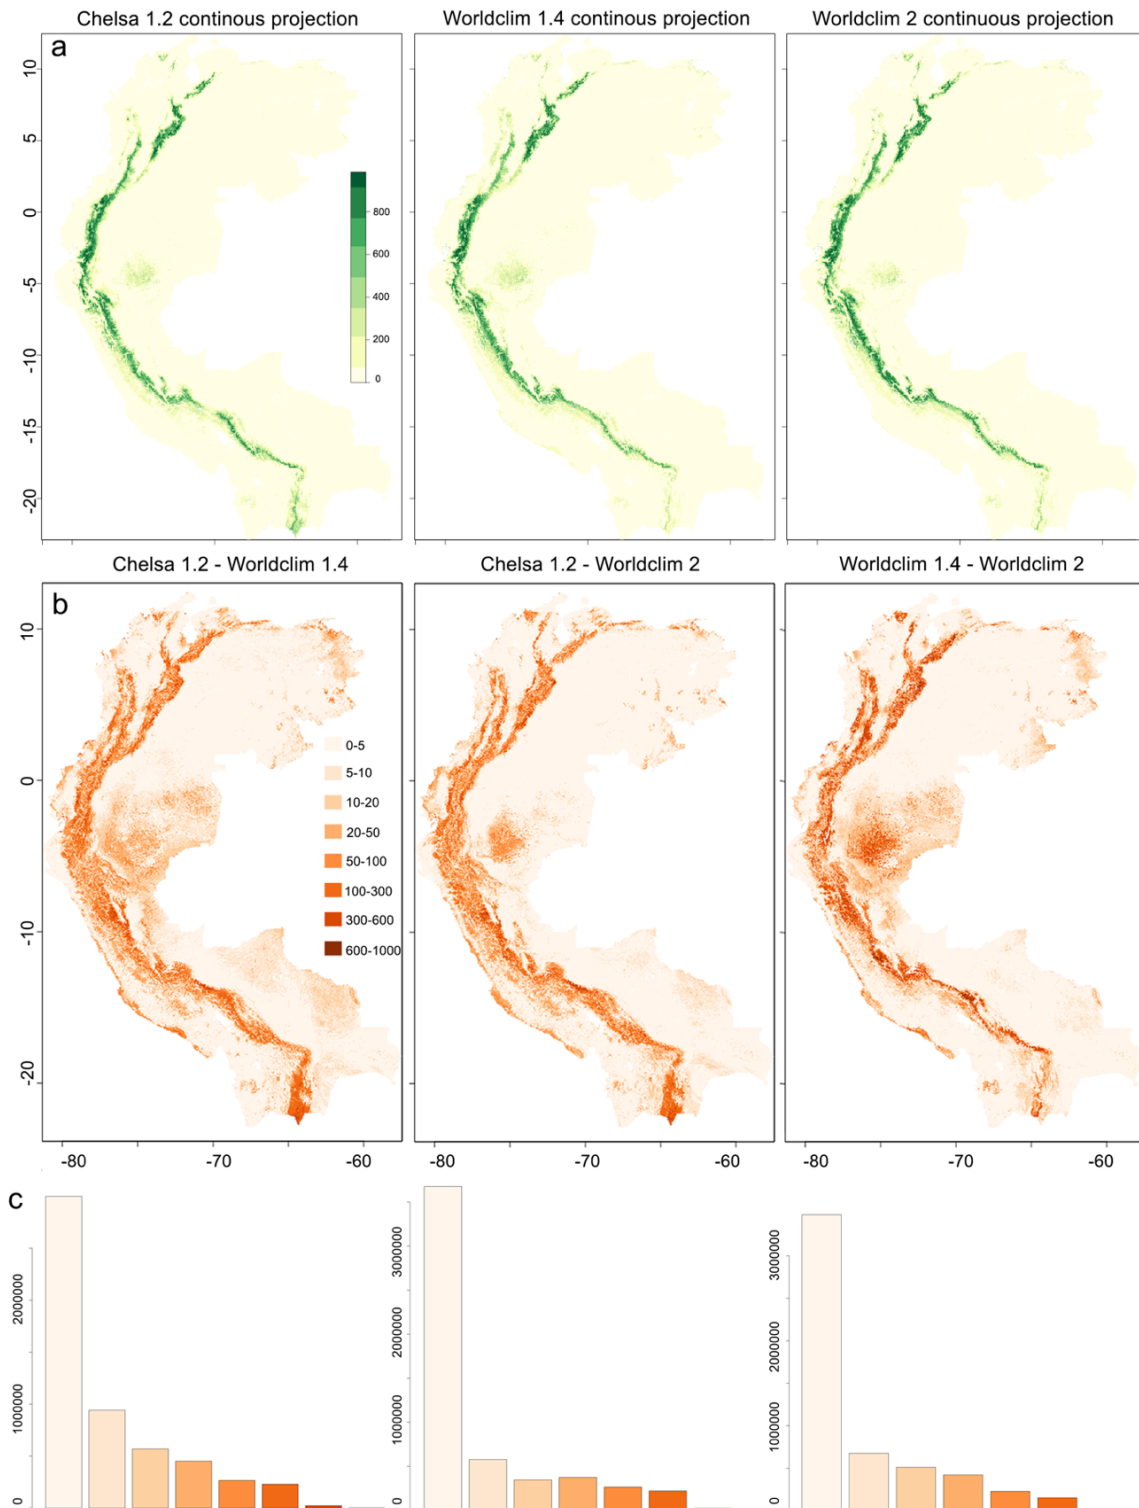 Chelsa 1.2 continous projection
Worldclim 1.4 continous projection
Worldclim 2 continuous projection
a
10
5
0
-5
-10
-15
-20
800
600
400
200
0
Chelsa 1.2 - Worldclim 1.4
Chelsa 1.2 - Worldclim 2
Worldclim 1.4 - Worldclim 2
b
10
0
-10
-20
0-5
5-10
10-20
20-50
50-100
100-300
300-600
600-1000
-80 -70 -60
-80 -70 -60
-80 -70 -60
c
2000000
1000000
0
3000000
2000000
1000000
0
3000000
2000000
1000000
0